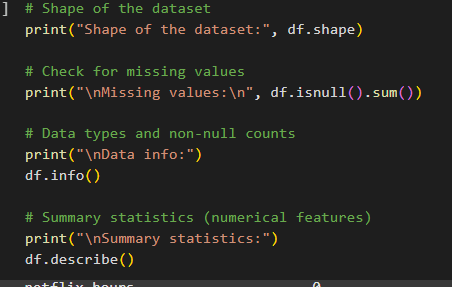 ] # Shape of the dataset
print("Shape of the dataset:", df.shape)
# Check for missing values
print("\nMissing values:\n", df.isnull().sum())
# Data types and non-null counts
print("\nData info:")
df.info()
# Summary statistics (numerical features)
print("\nSummary statistics:")
df.describe()
netflix_hours 0